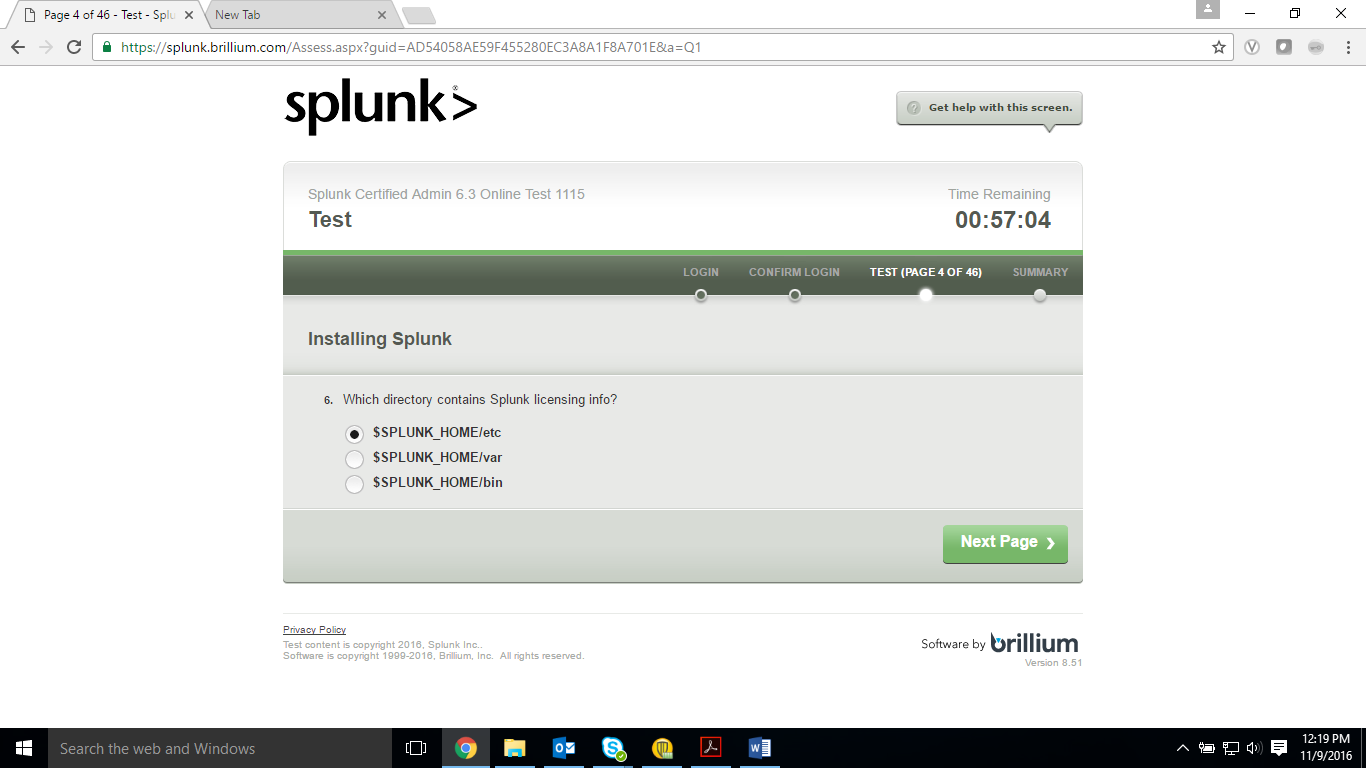 Page 4 of 46 - Test - Splu
New Tab
https://splunk.brillium.com/Assess.aspx?guid=AD54058AE59F455280EC3A8A1F8A701E&a=Q1
splunk>®
? Get help with this screen.
Splunk Certified Admin 6.3 Online Test 1115
Time Remaining
Test
00:57:04
LOGIN
CONFIRM LOGIN
TEST (PAGE 4 OF 46)
SUMMARY
Installing Splunk
6. Which directory contains Splunk licensing info?
$SPLUNK_HOME/etc
$SPLUNK_HOME/var
$SPLUNK_HOME/bin
Next Page
Privacy Policy
Test content is copyright 2016, Splunk Inc..
Software is copyright 1999-2016, Brillium, Inc. All rights reserved.
Software by brillium
Version 8.51
Search the web and Windows
12:19 PM
11/9/2016